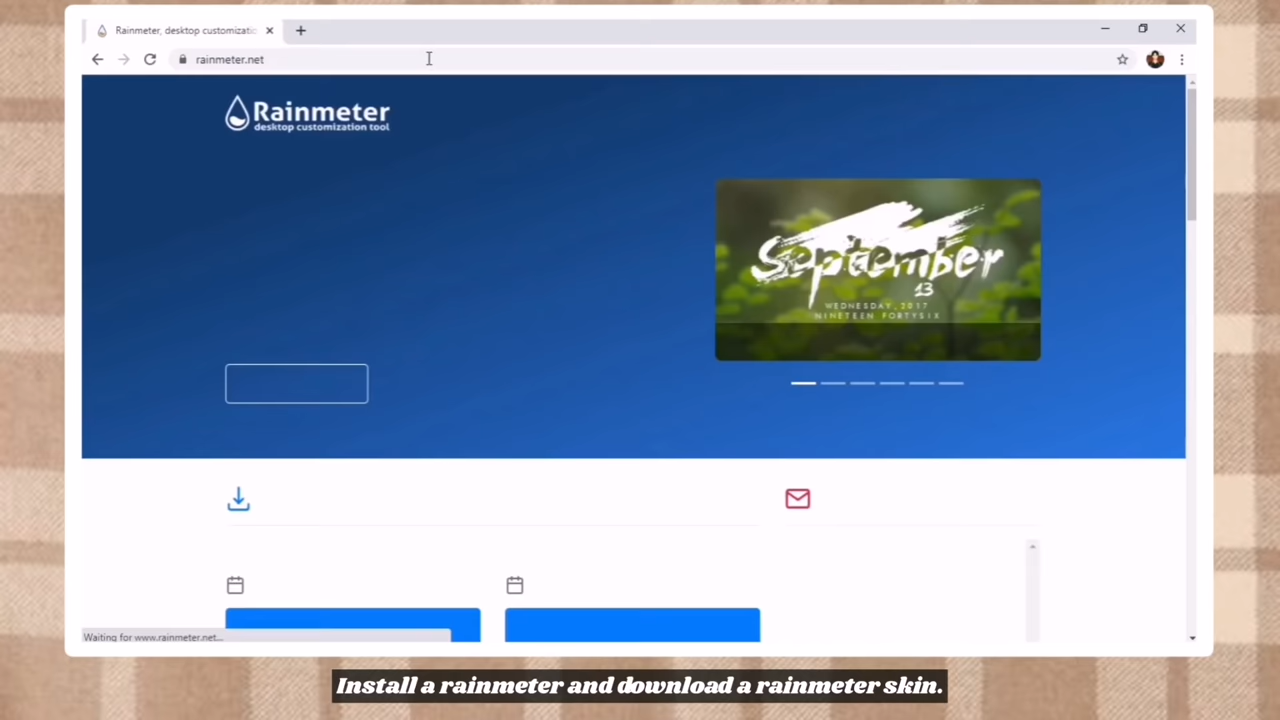 Rainmeter, desktop customizatio
rainmeter.net
Rainmeter
desktop customization tool
September
13
WEDNESDAY, 2017
NINETEEN FORTYSIX
Waiting for www.rainmeter.net...
Install a rainmeter and download a rainmeter skin.